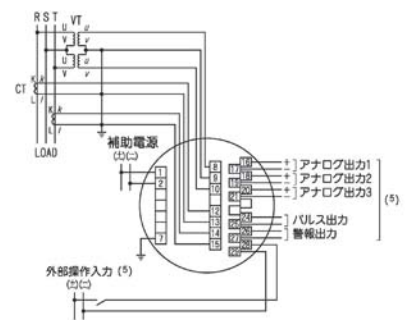 R S T VT
U u
V v
U u
V v
CT
K k
L l
K k
L l
LOAD
補助電源
(+)(−)
1
2
7
8
9
10
12
13
14
15
16
17
18
19
20
21
24
25
26
27
28
29
+
− アナログ出力1
+
− アナログ出力2
+
− アナログ出力3
パルス出力
警報出力
(5)
外部操作入力 (5)
(+)(−)